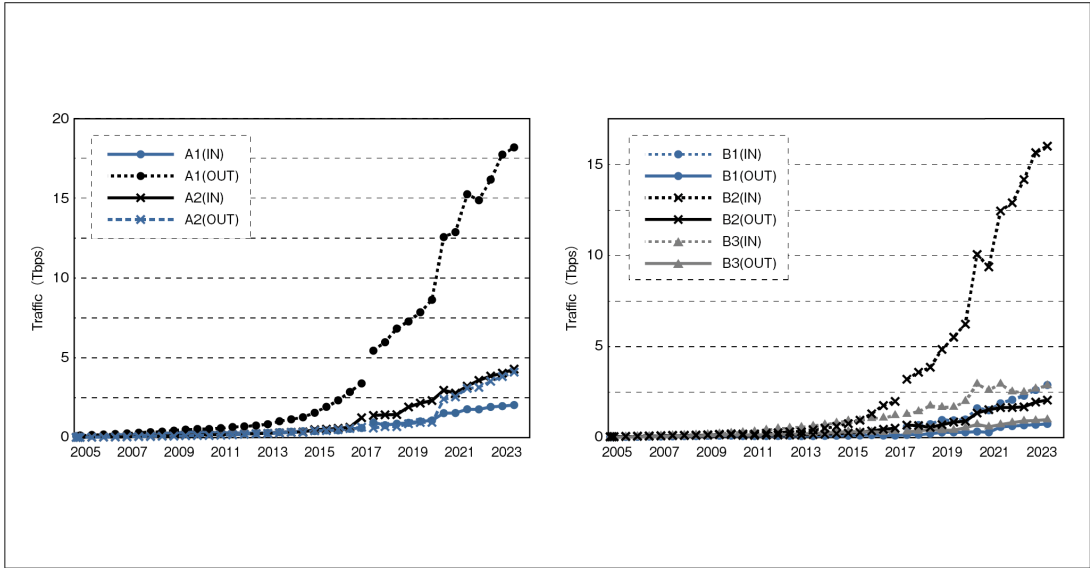 20
15
10
5
0
Traffic (Tbps)
A1(IN)
A1(OUT)
A2(IN)
A2(OUT)
2005 2007 2009 2011 2013 2015 2017 2019 2021 2023
15
10
5
0
Traffic (Tbps)
B1(IN)
B1(OUT)
B2(IN)
B2(OUT)
B3(IN)
B3(OUT)
2005 2007 2009 2011 2013 2015 2017 2019 2021 2023